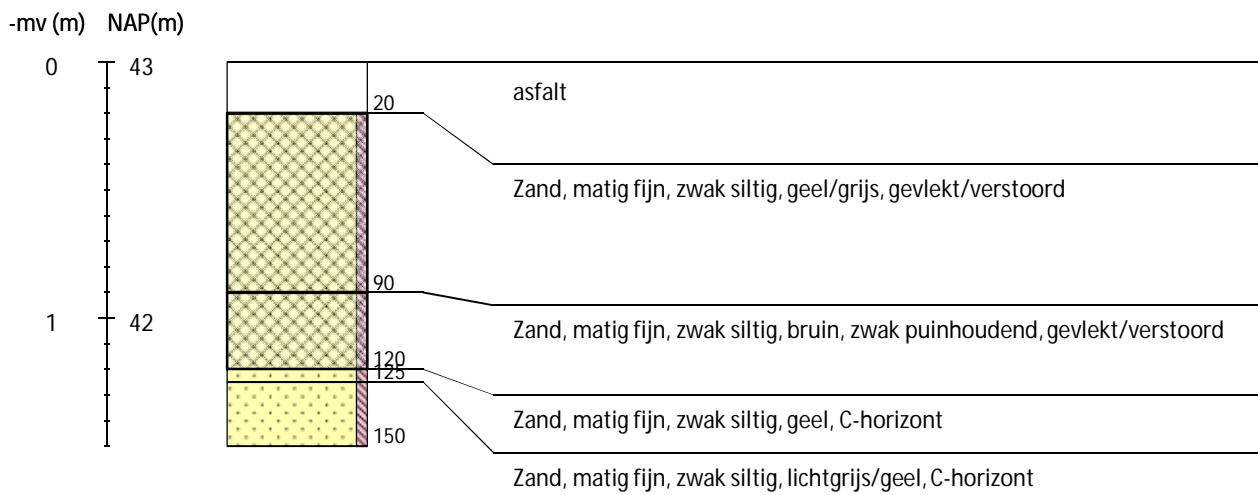 -mv (m) NAP(m)
0 43
asfalt
20
Zand, matig fijn, zwak siltig, geel/grijs, gevlekt/verstoord
90
1 42
Zand, matig fijn, zwak siltig, bruin, zwak puinhoudend, gevlekt/verstoord
120
125
Zand, matig fijn, zwak siltig, geel, C-horizont
150
Zand, matig fijn, zwak siltig, lichtgrijs/geel, C-horizont